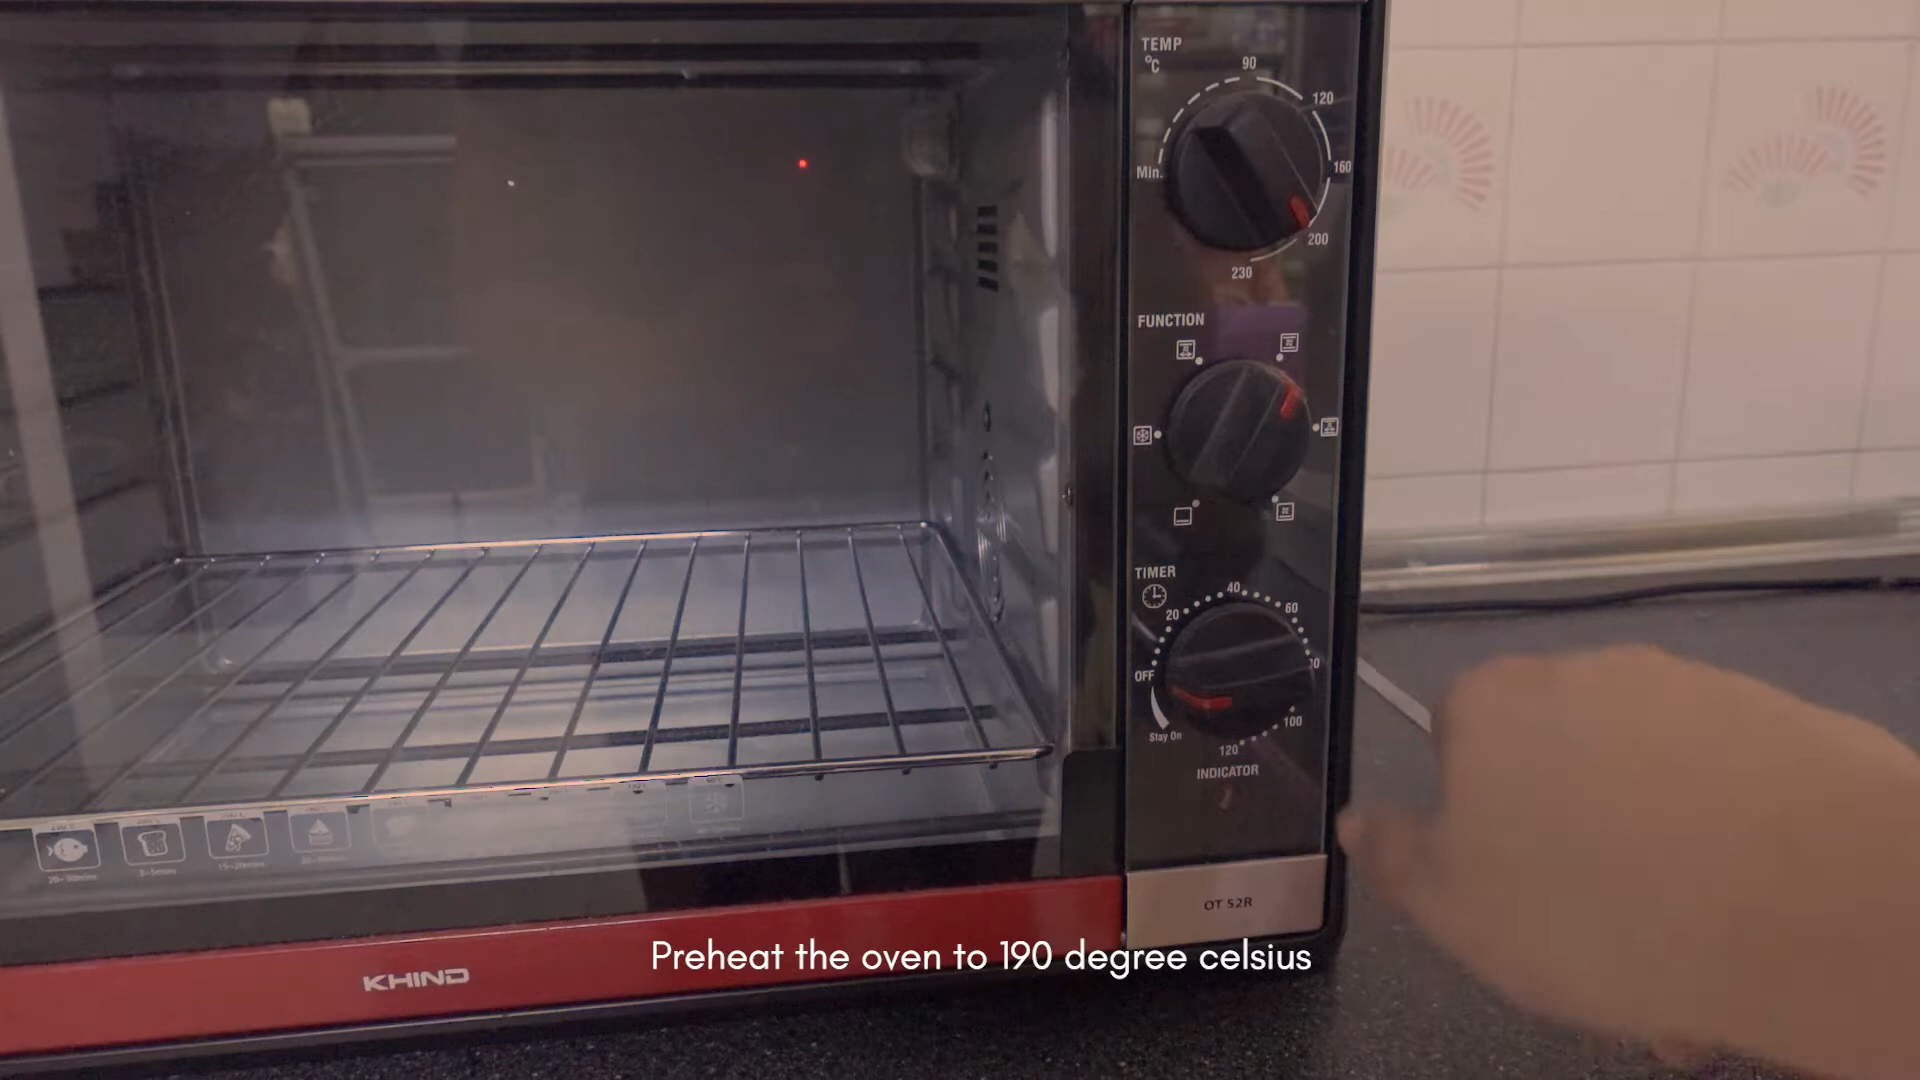 TEMP
°C
90
120
Min.
160
200
230
FUNCTION
TIMER
40
60
20
OFF
100
Stay On
120
INDICATOR
OT 52R
Preheat the oven to 190 degree celsius
KHIND